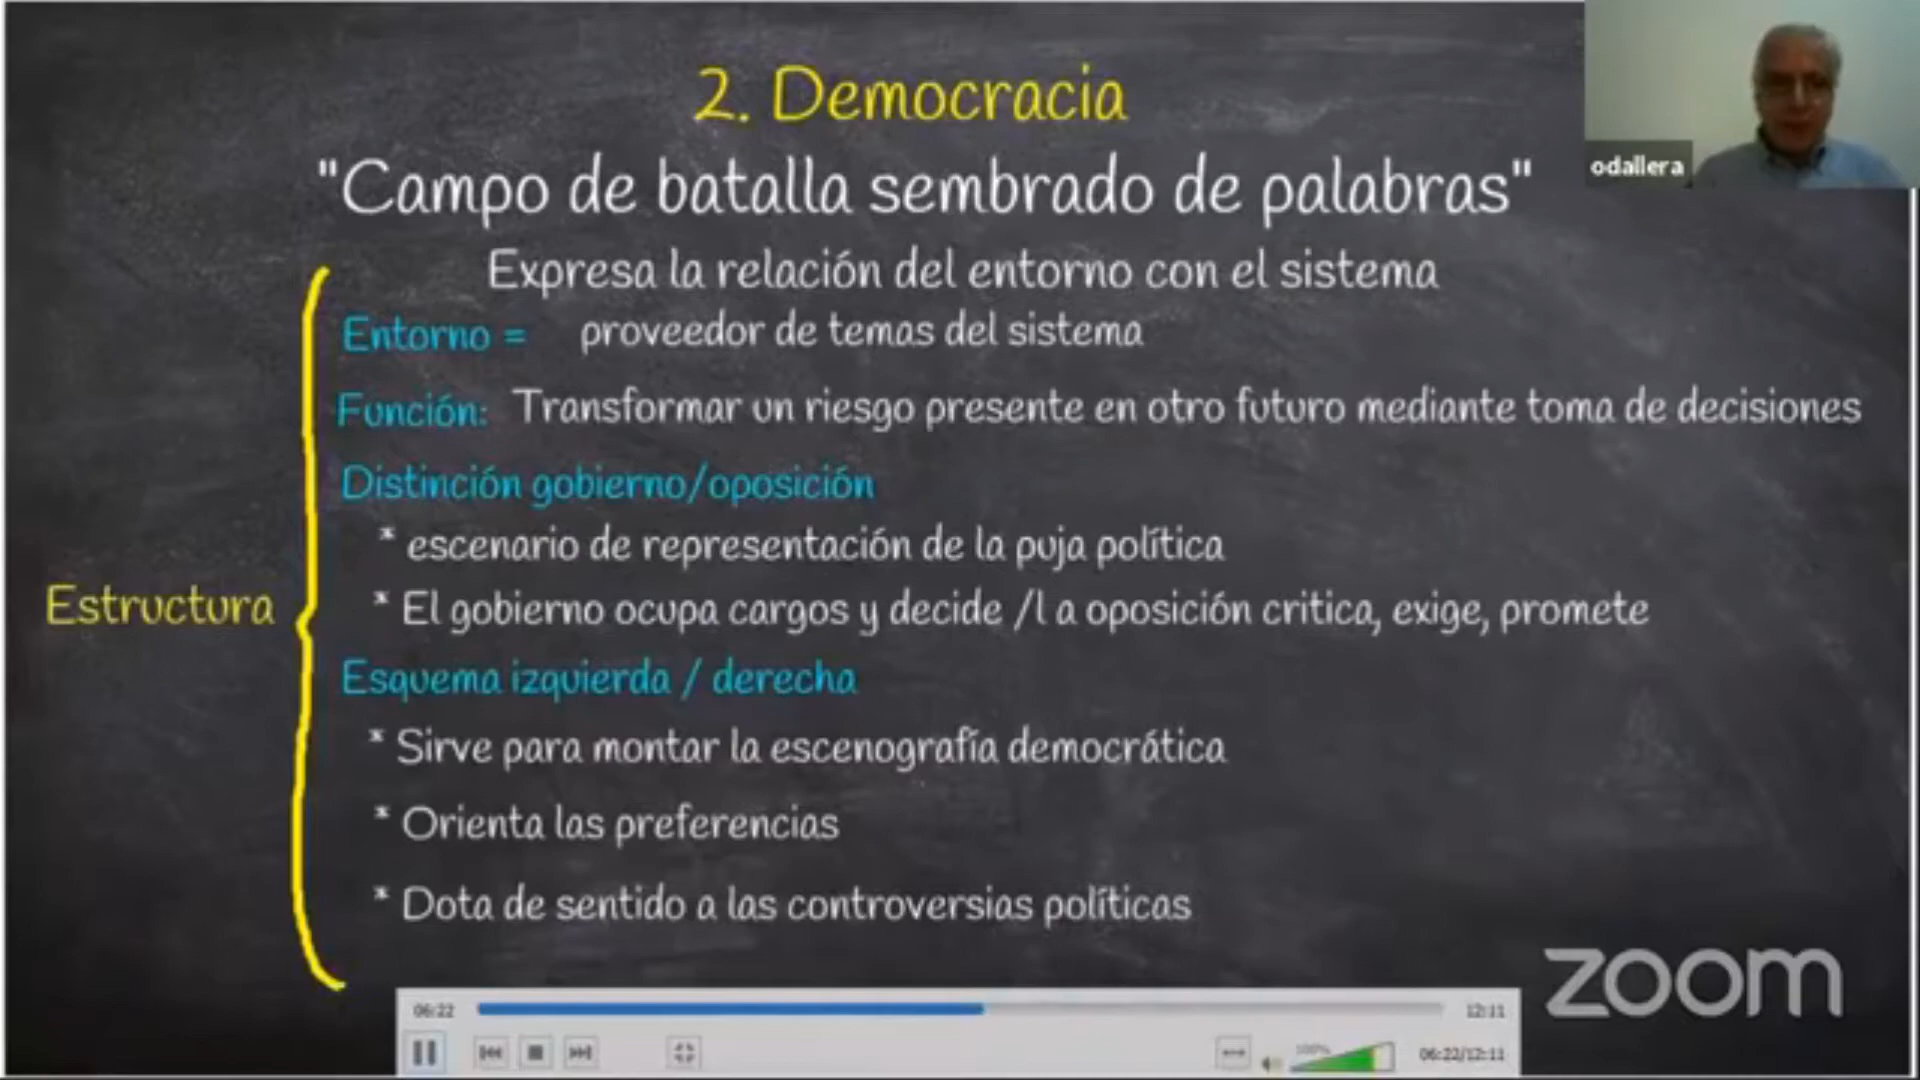 2. Democracia
odallera
"Campo de batalla sembrado de palabras"
Expresa la relación del entorno con el sistema
Entorno = proveedor de temas del sistema
Función: Transformar un riesgo presente en otro futuro mediante toma de decisiones
Distinción gobierno/oposición
* escenario de representación de la puja política
Estructura
* El gobierno ocupa cargos y decide /l a oposición critica, exige, promete
Esquema izquierda / derecha
* Sirve para montar la escenografía democrática
* Orienta las preferencias
* Dota de sentido a las controversias políticas
zoom
06:22
12:11
100%
06:22/12:11